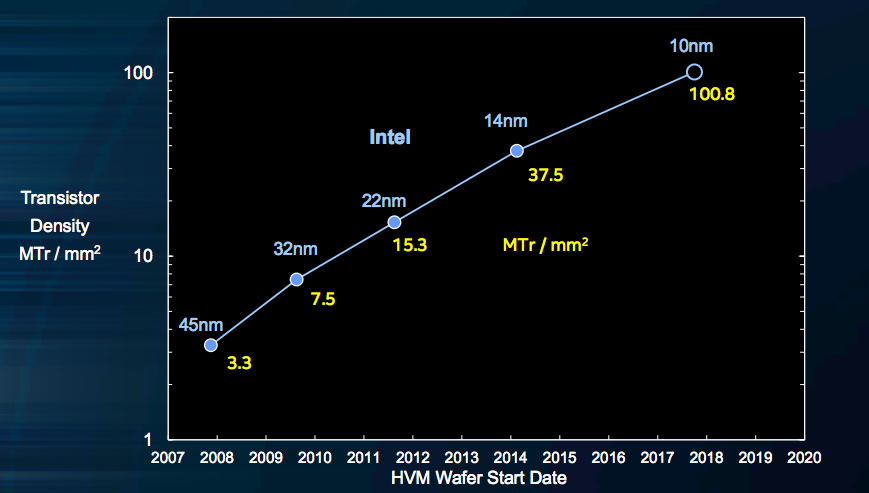 10nm
100
100.8
14nm
Intel
37.5
Transistor
Density
MTr / mm²
22nm
15.3
MTr / mm²
32nm
10
7.5
45nm
3.3
1
2007 2008 2009 2010 2011 2012 2013 2014 2015 2016 2017 2018 2019 2020
HVM Wafer Start Date